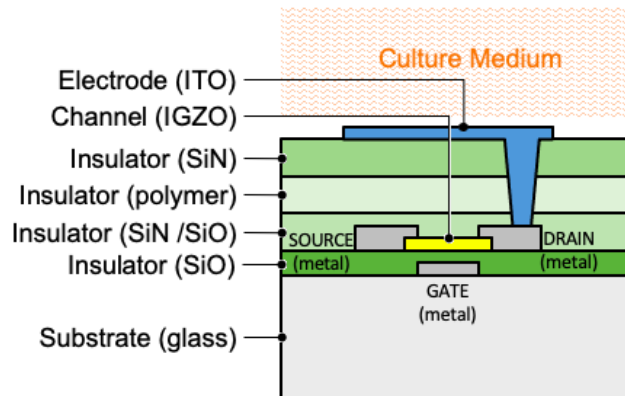 Culture Medium
Electrode (ITO)
Channel (IGZO)
Insulator (SiN)
Insulator (polymer)
Insulator (SiN /SiO)
SOURCE
DRAIN
Insulator (SiO)
(metal)
(metal)
GATE
(metal)
Substrate (glass)